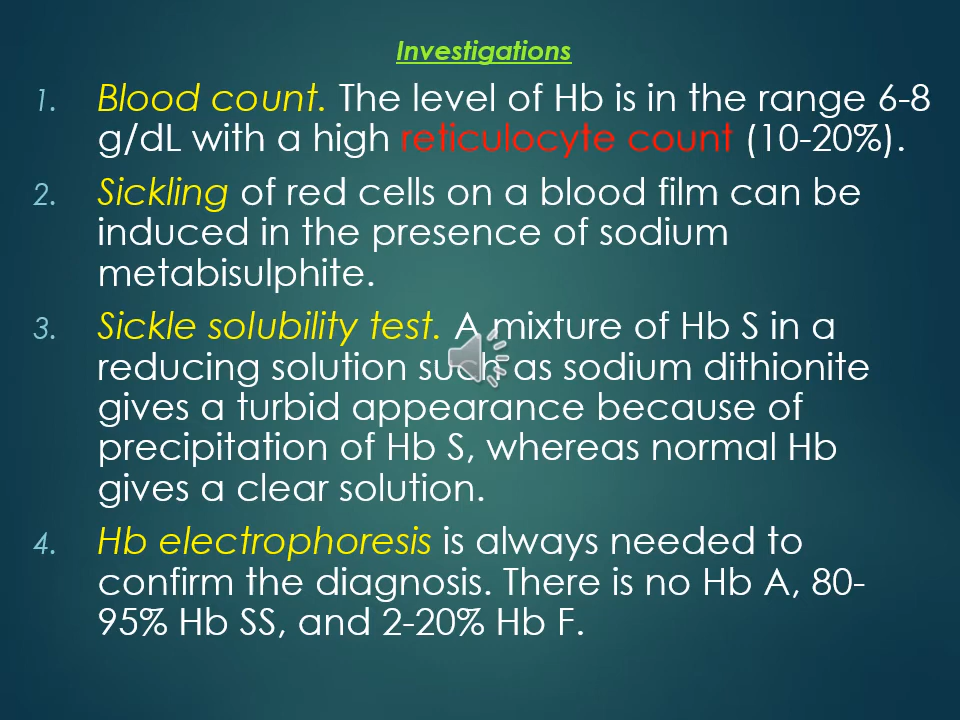 Investigations
1. Blood count. The level of Hb is in the range 6-8
g/dL with a high reticulocyte count (10-20%).
2. Sickling of red cells on a blood film can be
induced in the presence of sodium
metabisulphite.
3. Sickle solubility test. A mixture of Hb S in a
reducing solution such as sodium dithionite
gives a turbid appearance because of
precipitation of Hb S, whereas normal Hb
gives a clear solution.
4. Hb electrophoresis is always needed to
confirm the diagnosis. There is no Hb A, 80-
95% Hb SS, and 2-20% Hb F.